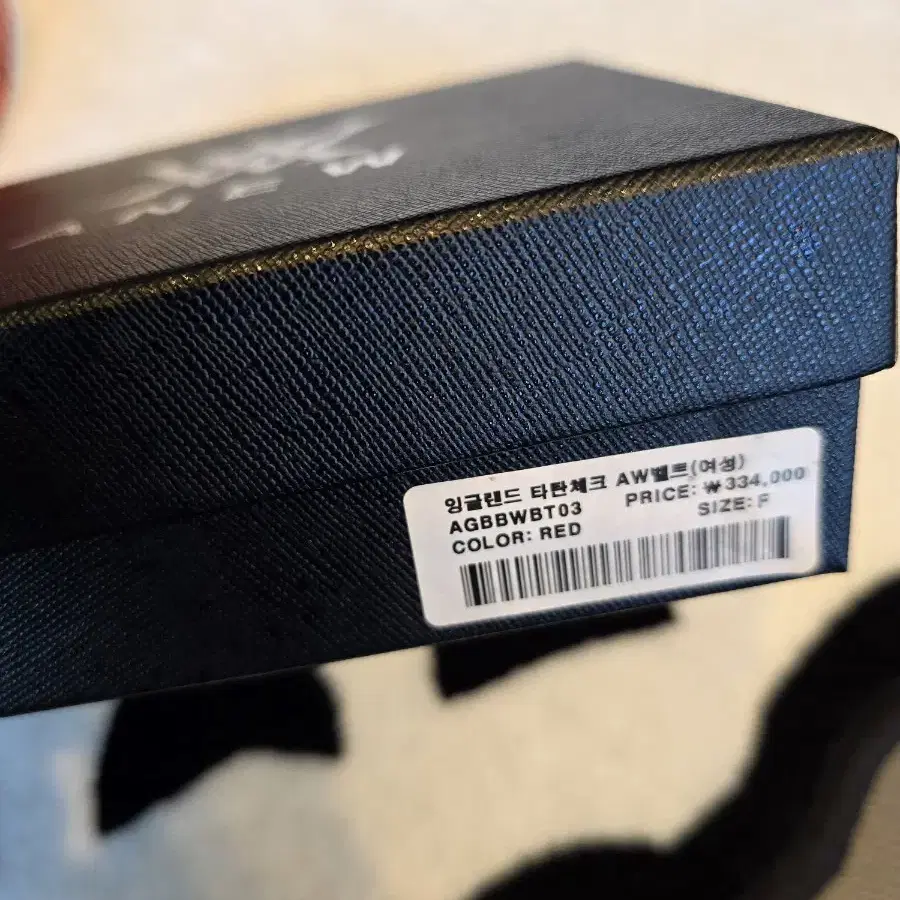 ANEW
잉글랜드 타탄체크 AW벨트(여성)
AGBBWBT03 PRICE: ₩334,000
COLOR: RED SIZE: F